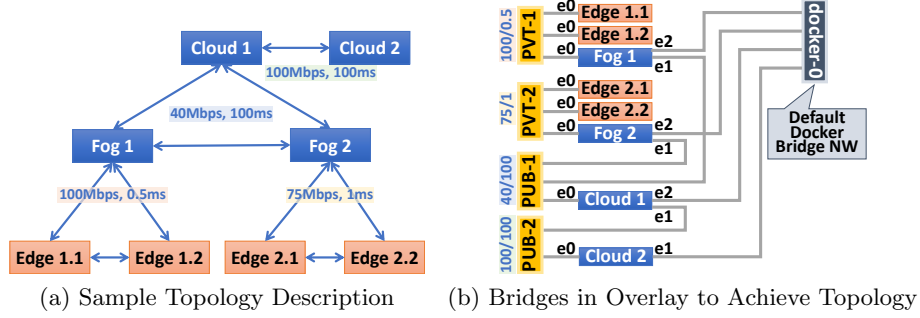 Cloud 1
Cloud 2
100Mbps, 100ms
40Mbps, 100ms
Fog 1
Fog 2
100Mbps, 0.5ms
75Mbps, 1ms
Edge 1.1
Edge 1.2
Edge 2.1
Edge 2.2
(a) Sample Topology Description
100/0.5
PVT-1
e0
Edge 1.1
e0
Edge 1.2
e0
Fog 1
e2
e1
75/1
PVT-2
e0
Edge 2.1
e0
Edge 2.2
e0
Fog 2
e2
e1
40/100
PUB-1
e0
Cloud 1
e2
e1
100/100
PUB-2
e0
Cloud 2
e1
docker-0
Default
Docker
Bridge NW
(b) Bridges in Overlay to Achieve Topology